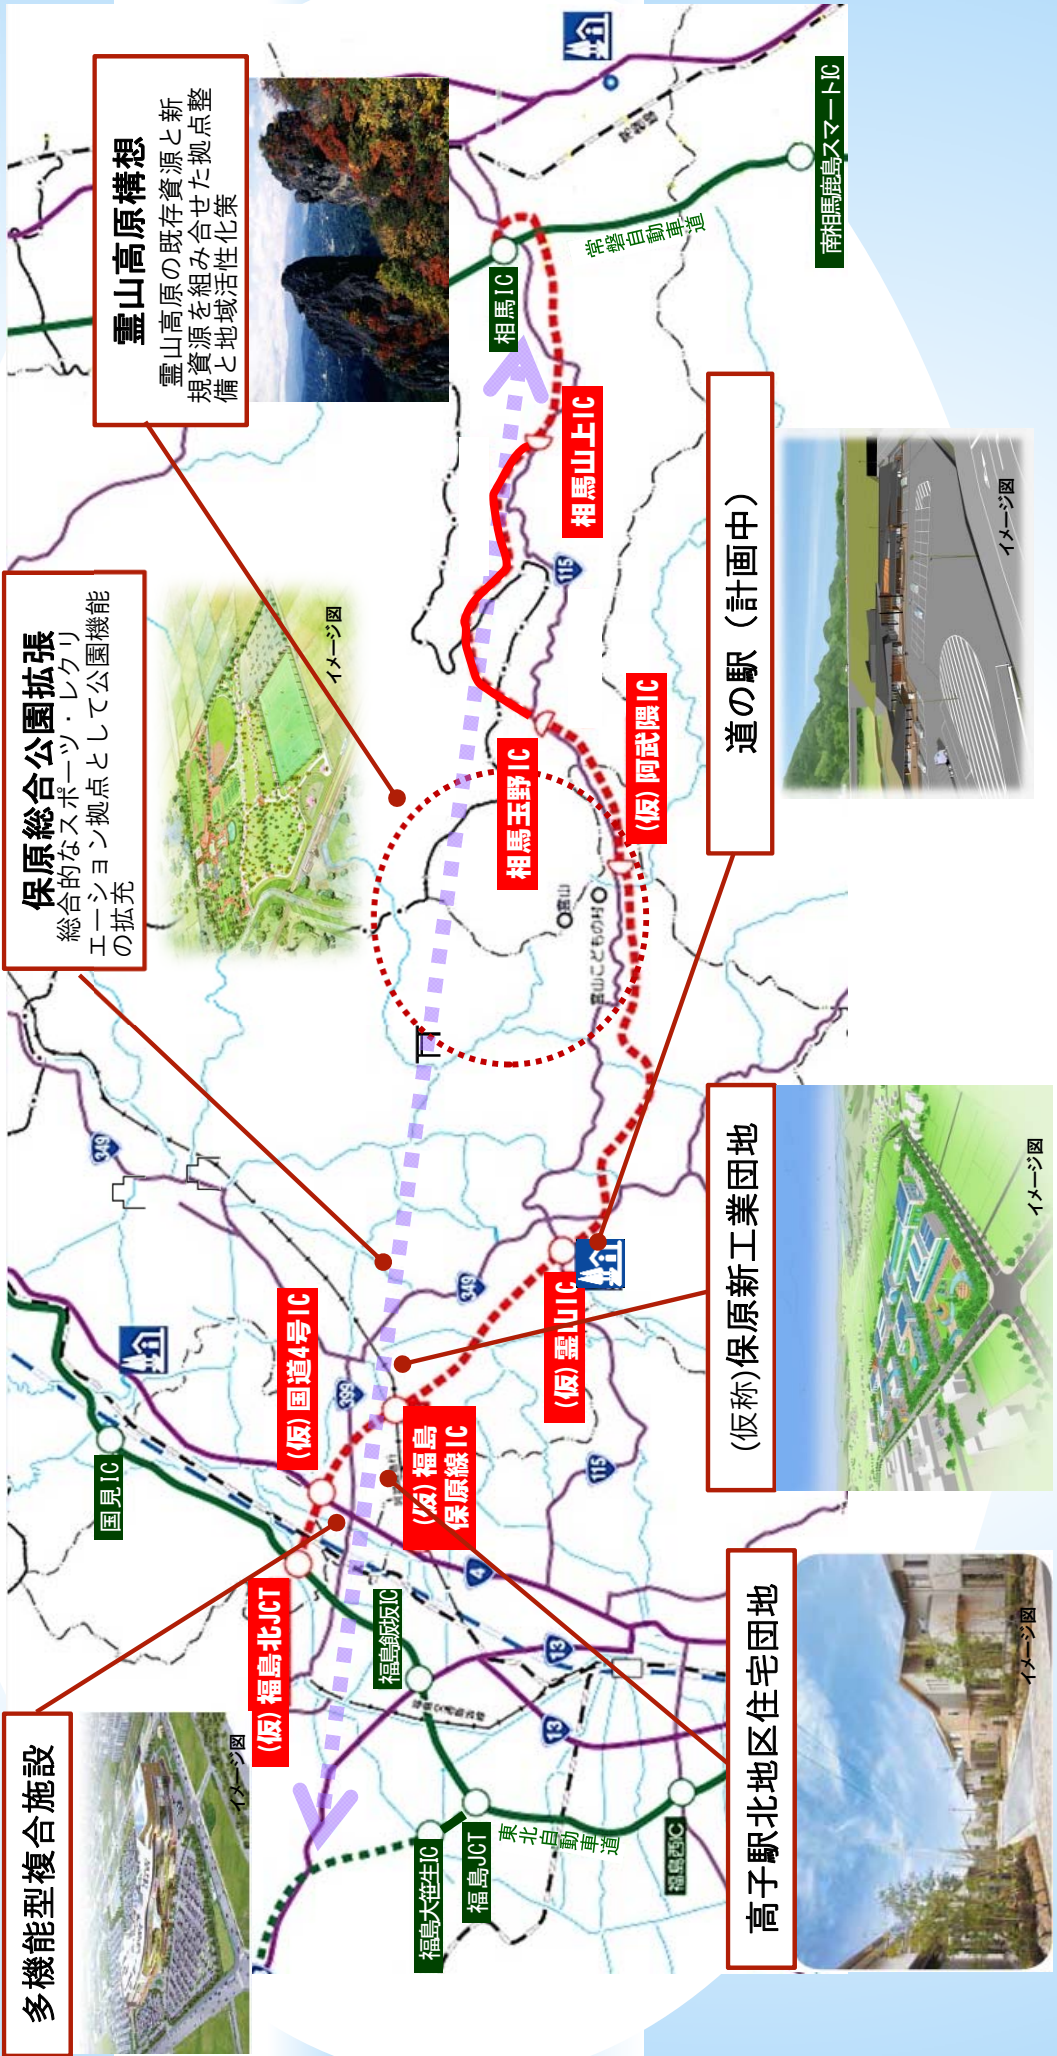 多機能型複合施設
イメージ図
保原総合公園拡張
総合的なスポーツ・レクリ
エーション拠点として公園機能
の拡充
イメージ図
霊山高原構想
霊山高原の既存資源と新
規資源を組み合せた拠点整
備と地域活性化策
国見IC
(仮)福島北JCT
(仮)国道4号IC
349
399
349
福島飯坂IC
(仮)福島
保原線IC
4
13
13
115
福島大笹生IC
福島JCT
東北自動車道
福島西IC
(仮)霊山IC
霊山
霊山こどもの村
相馬玉野IC
(仮)阿武隈IC
115
相馬山上IC
相馬IC
常磐自動車道
常磐線
南相馬鹿島スマートIC
高子駅北地区住宅団地
イメージ図
(仮称)保原新工業団地
イメージ図
道の駅（計画中）
イメージ図